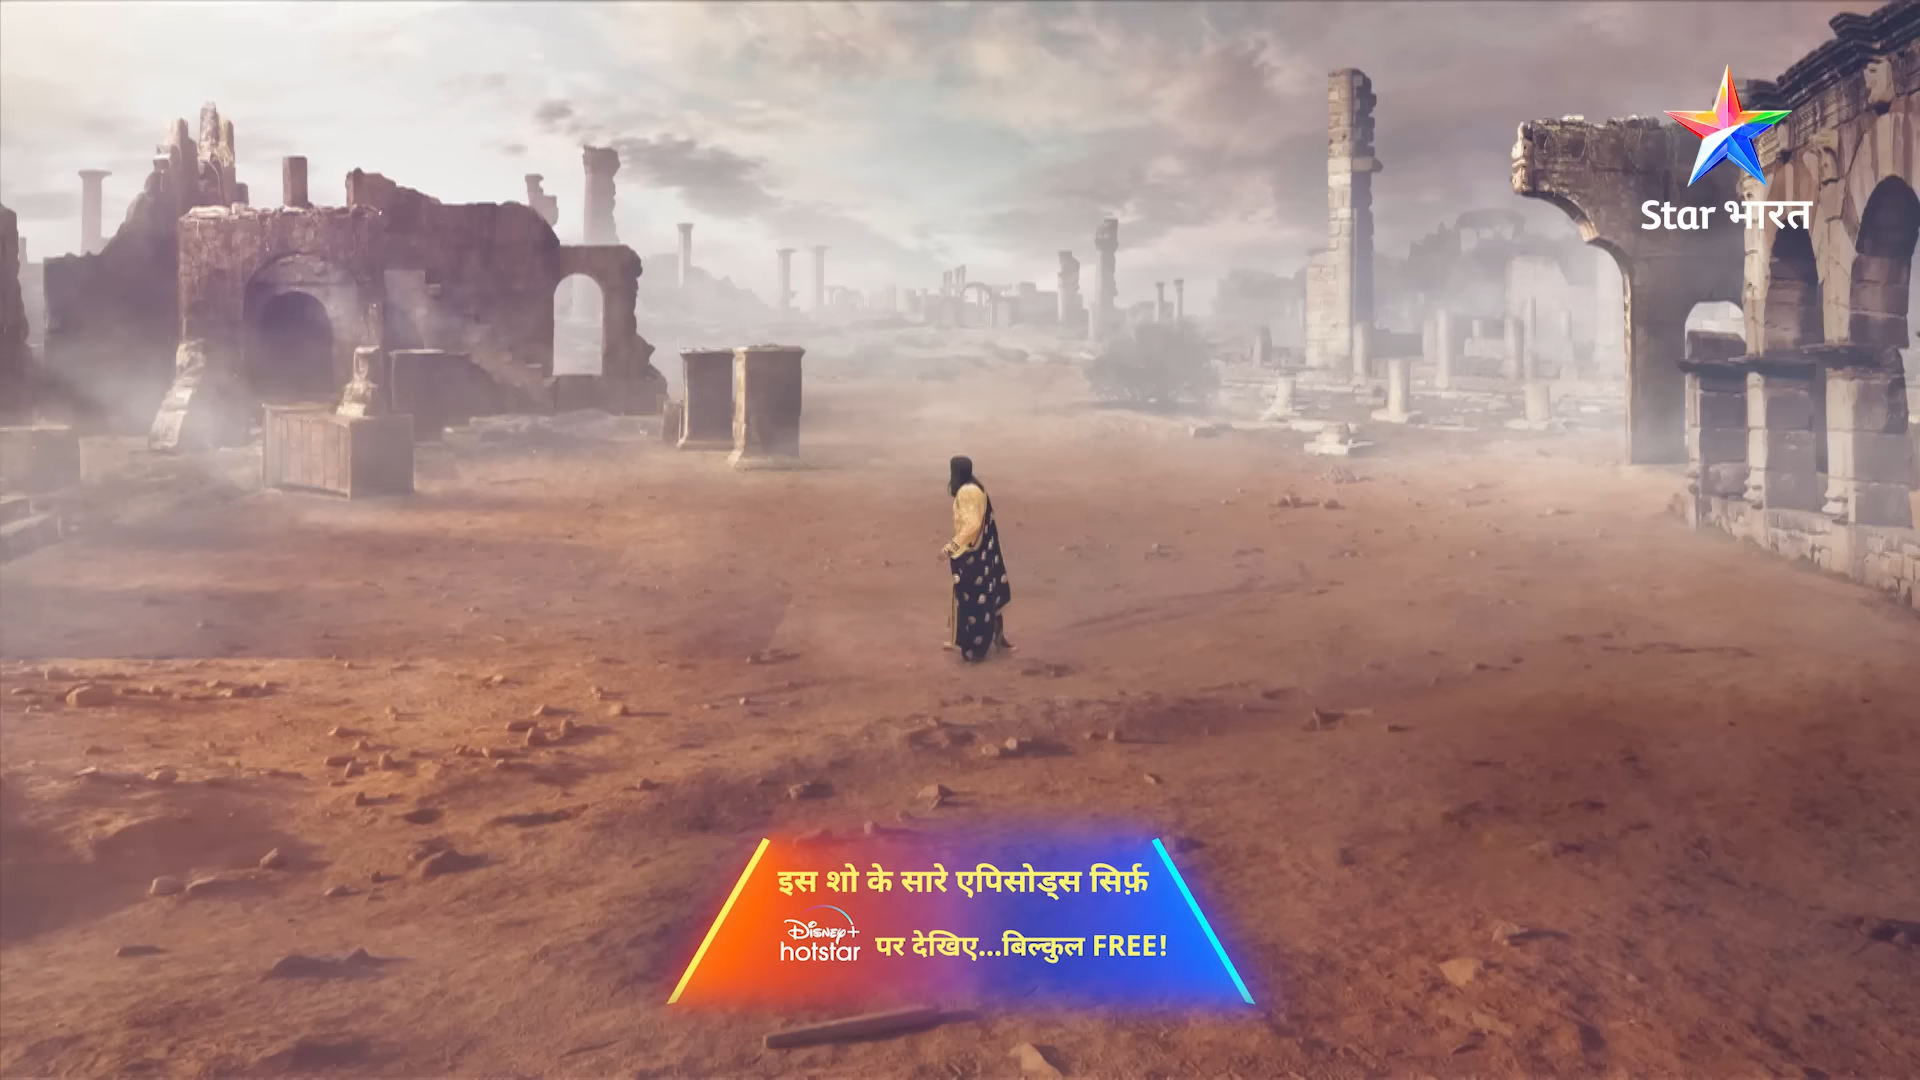 Star भारत
इस शो के सारे एपिसोड्स सिर्फ़
Disney+
hotstar पर देखिए...बिल्कुल FREE!